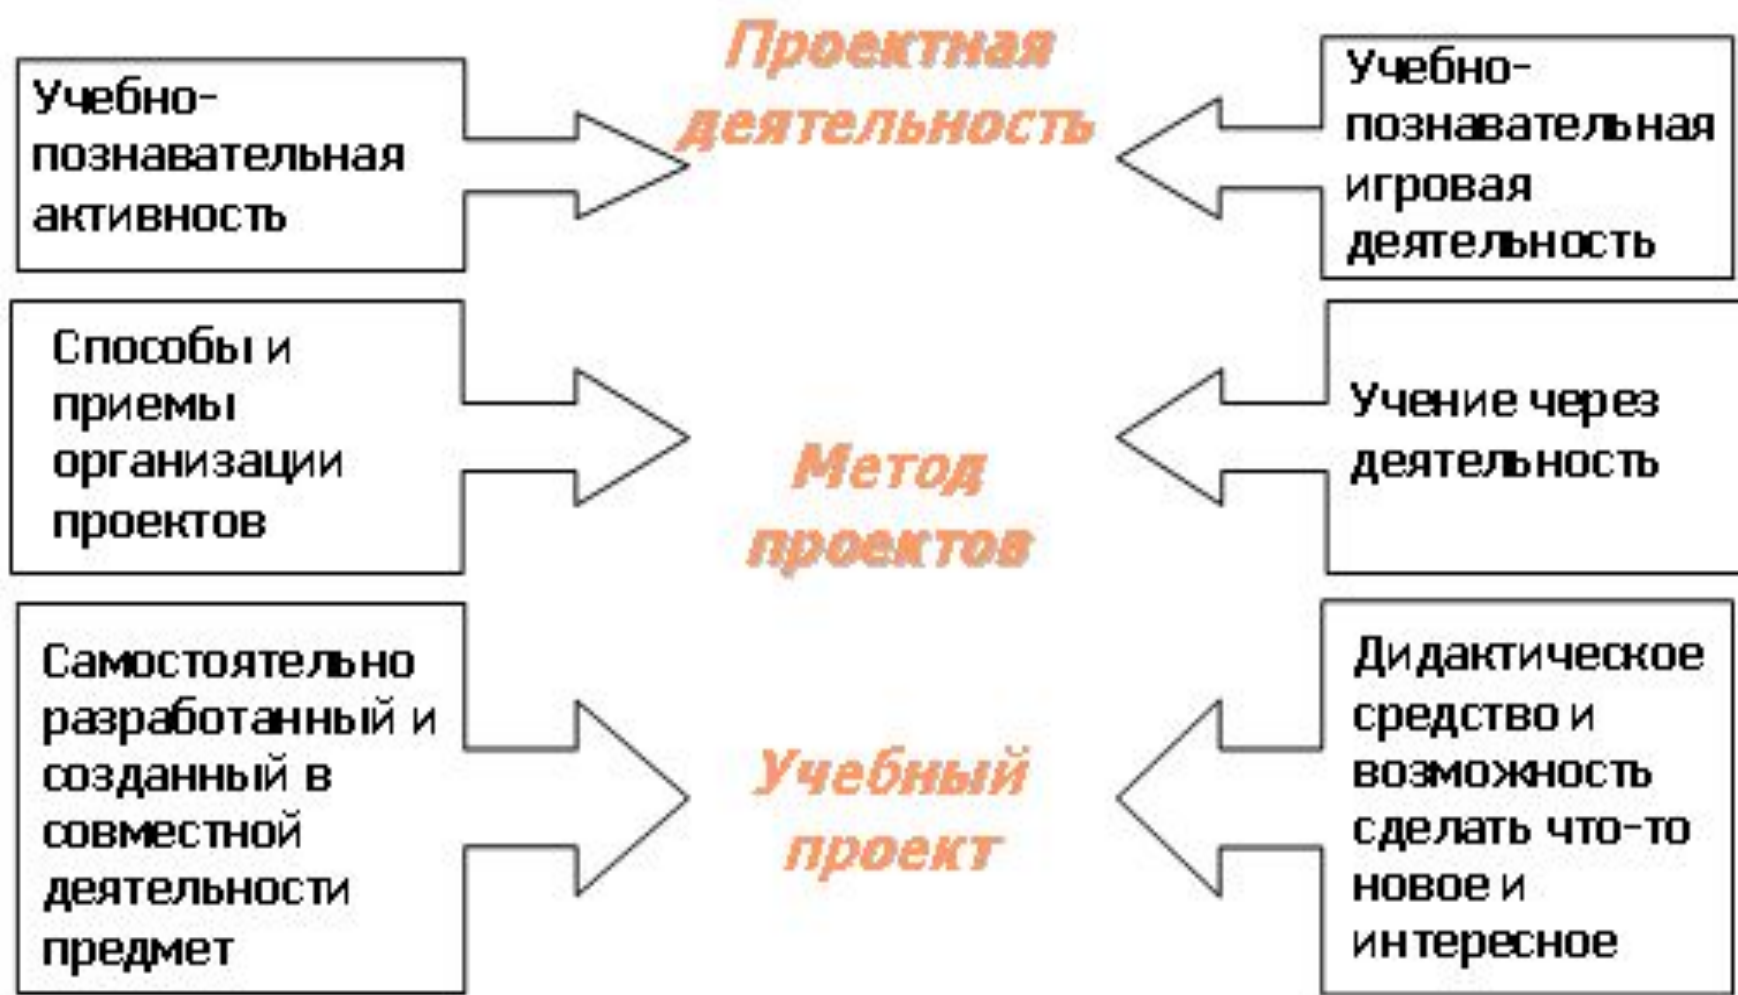 Проектная
деятельность
Учебно-
познавательная
активность
Учебно-
познавательная
игровая
деятельность
Способы и
приемы
организации
проектов
Метод
проектов
Учение через
деятельность
Самостоятельно
разработанный и
созданный в
совместной
деятельности
предмет
Учебный
проект
Дидактическое
средство и
возможность
сделать что-то
новое и
интересное